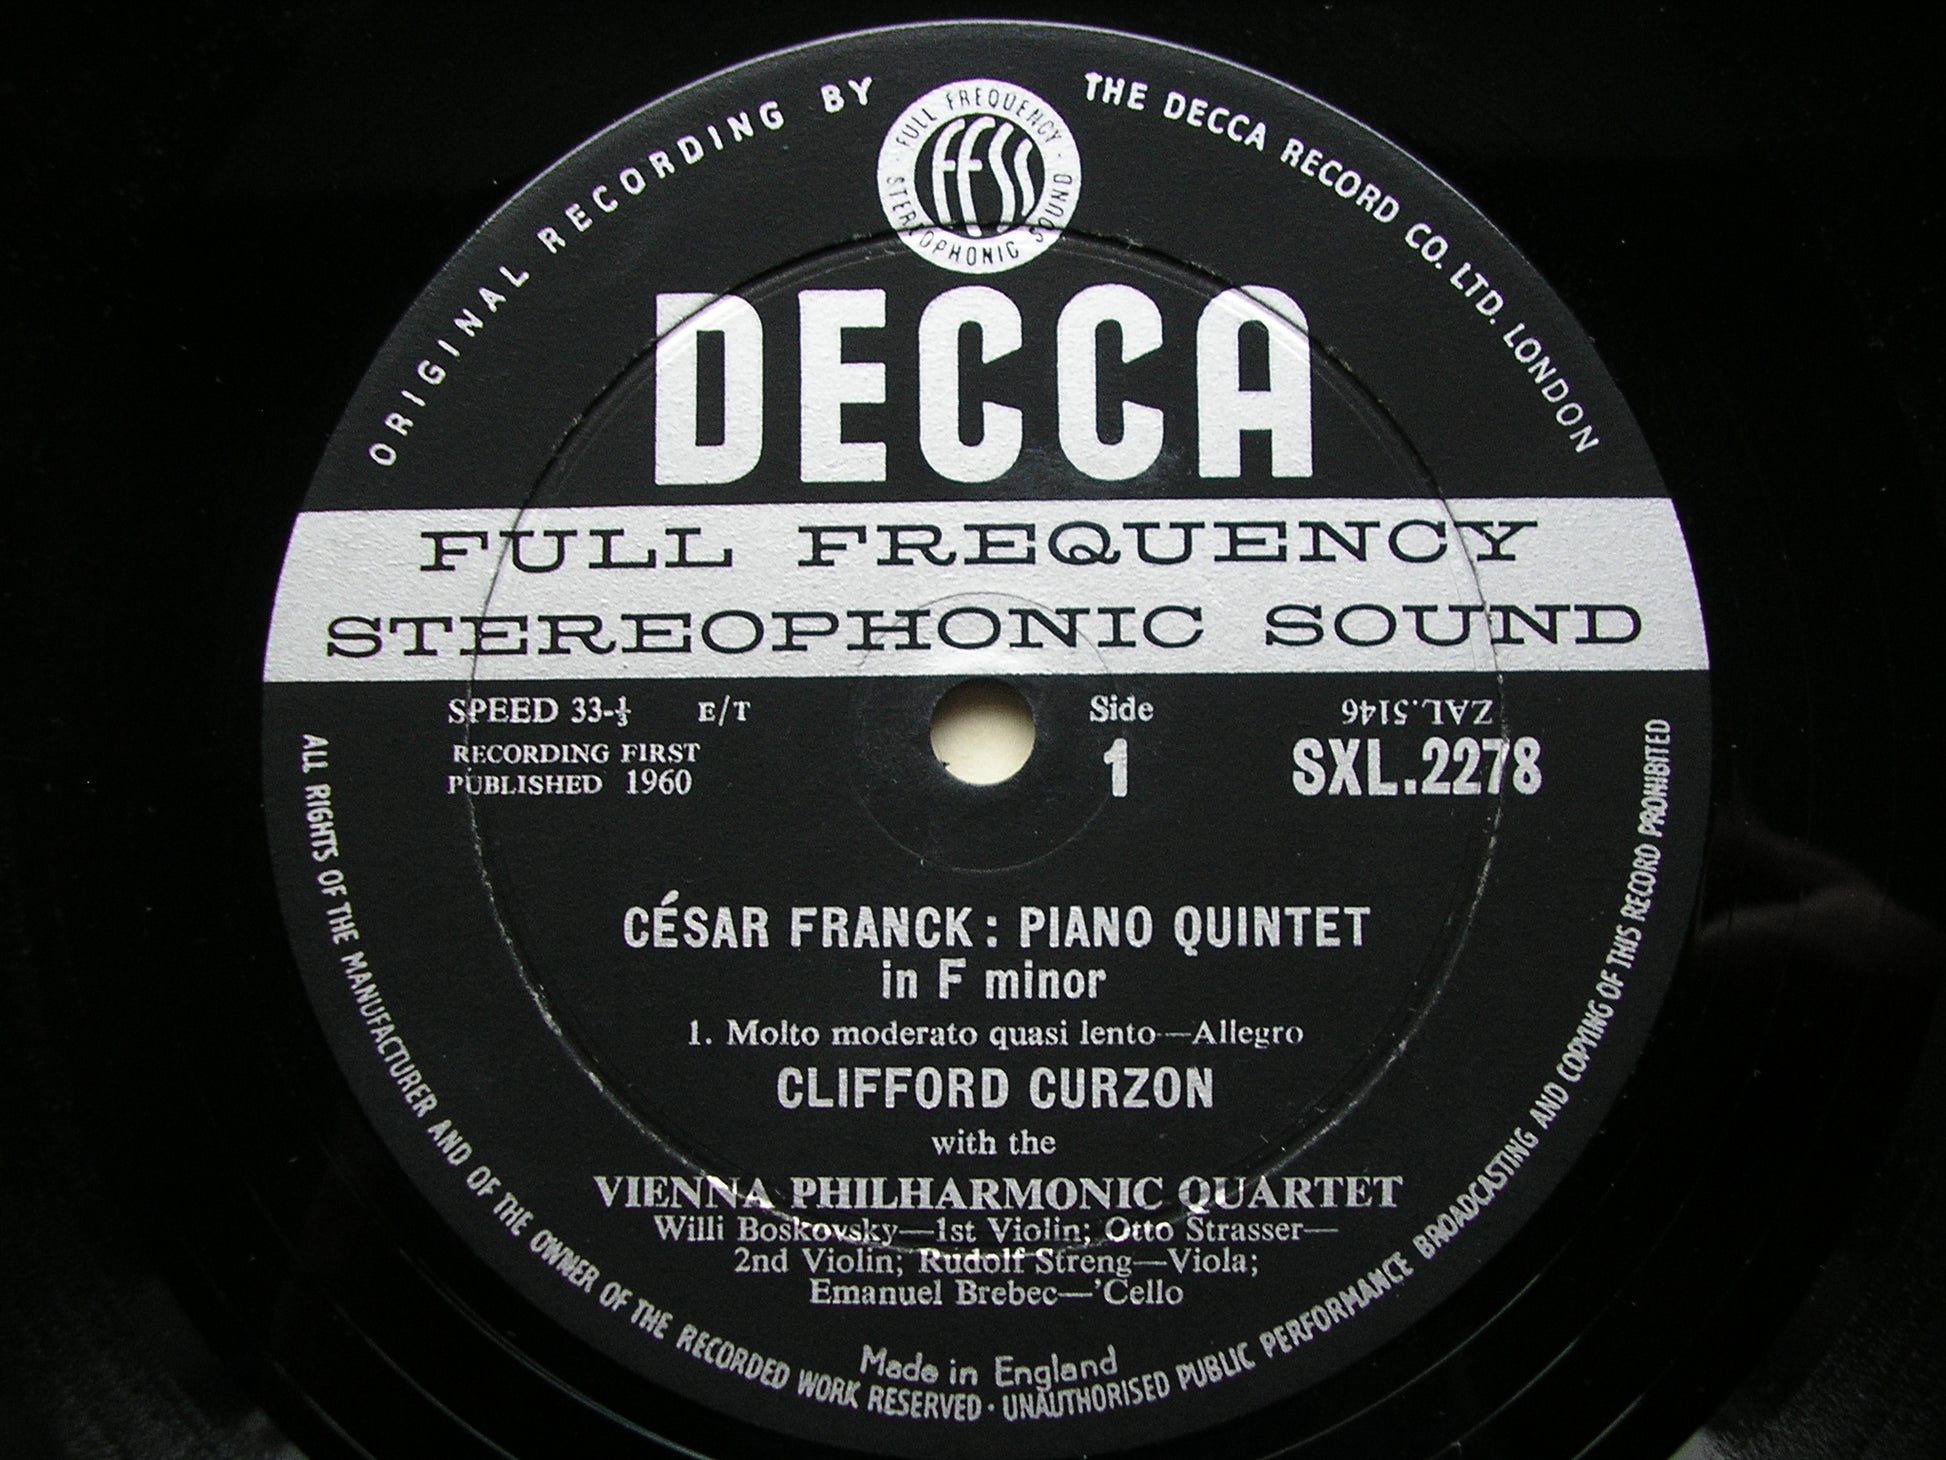 ORIGINAL RECORDING BY THE DECCA RECORD CO. LTD. LONDON
FULL FREQUENCY STEREOPHONIC SOUND
FFSS
DECCA
FULL FREQUENCY
STEREOPHONIC SOUND
SPEED 33-⅓ E/T
RECORDING FIRST
PUBLISHED 1960
Side
1
ZAL.5146
SXL.2278
CÉSAR FRANCK : PIANO QUINTET
in F minor
1. Molto moderato quasi lento—Allegro
CLIFFORD CURZON
with the
VIENNA PHILHARMONIC QUARTET
Willi Boskovsky—1st Violin; Otto Strasser—
2nd Violin; Rudolf Streng—Viola;
Emanuel Brebec—'Cello
Made in England
ALL RIGHTS OF THE MANUFACTURER AND OF THE OWNER OF THE RECORDED WORK RESERVED · UNAUTHORISED PUBLIC PERFORMANCE BROADCASTING AND COPYING OF THIS RECORD PROHIBITED